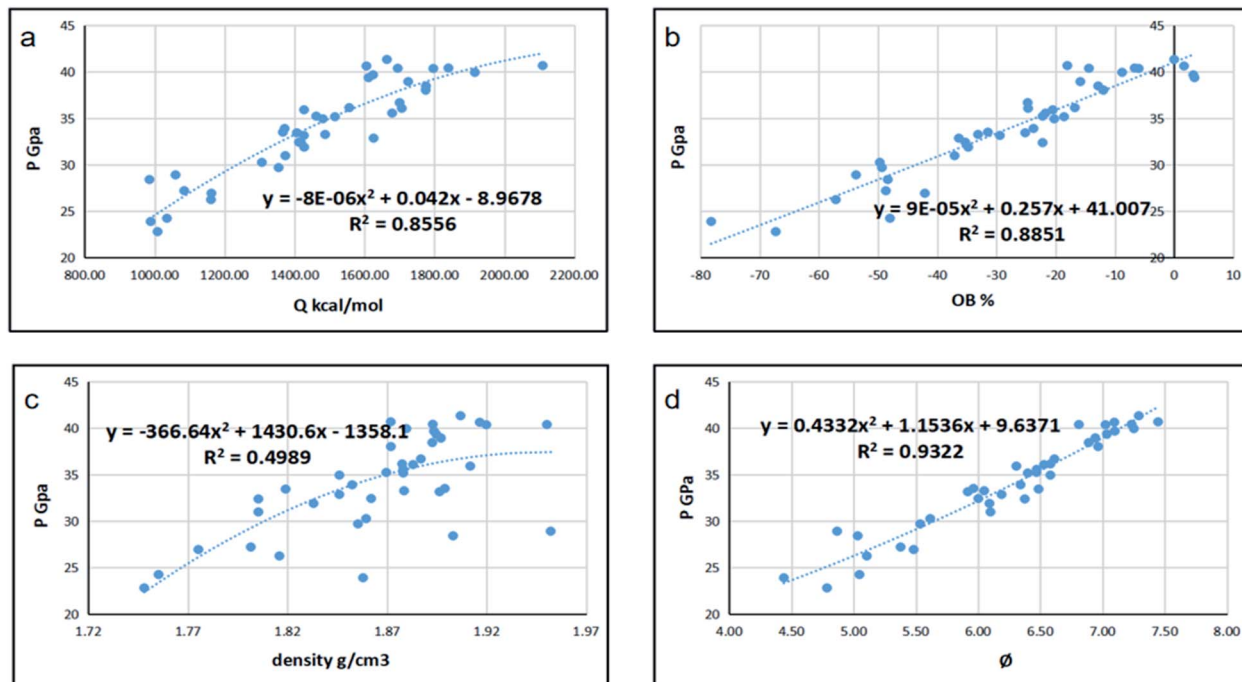 a
45
40
35
30
25
20
P Gpa
y = -8E-06x² + 0.042x - 8.9678
R² = 0.8556
800.00 1000.00 1200.00 1400.00 1600.00 1800.00 2000.00 2200.00
Q kcal/mol
b
45
40
35
30
25
20
P Gpa
y = 9E-05x² + 0.257x + 41.007
R² = 0.8851
-80 -70 -60 -50 -40 -30 -20 -10 0 10
OB %
c
45
40
35
30
25
20
P Gpa
y = -366.64x² + 1430.6x - 1358.1
R² = 0.4989
1.72 1.77 1.82 1.87 1.92 1.97
density g/cm3
d
45
40
35
30
25
20
P GPa
y = 0.4332x² + 1.1536x + 9.6371
R² = 0.9322
4.00 4.50 5.00 5.50 6.00 6.50 7.00 7.50 8.00
Ø